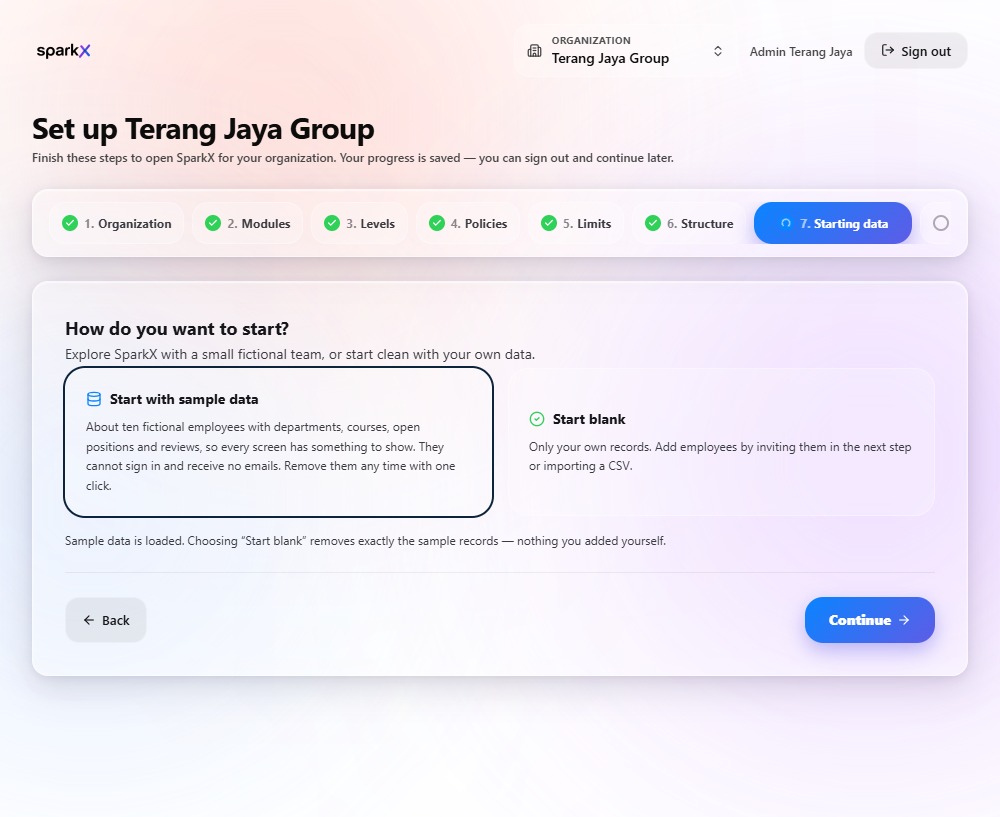 sparkX
ORGANIZATION
Terang Jaya Group
Admin Terang Jaya
Sign out
Set up Terang Jaya Group
Finish these steps to open SparkX for your organization. Your progress is saved — you can sign out and continue later.
1. Organization
2. Modules
3. Levels
4. Policies
5. Limits
6. Structure
7. Starting data
How do you want to start?
Explore SparkX with a small fictional team, or start clean with your own data.
Start with sample data
About ten fictional employees with departments, courses, open
positions and reviews, so every screen has something to show. They
cannot sign in and receive no emails. Remove them any time with one
click.
Start blank
Only your own records. Add employees by inviting them in the next step
or importing a CSV.
Sample data is loaded. Choosing “Start blank” removes exactly the sample records — nothing you added yourself.
Back
Continue